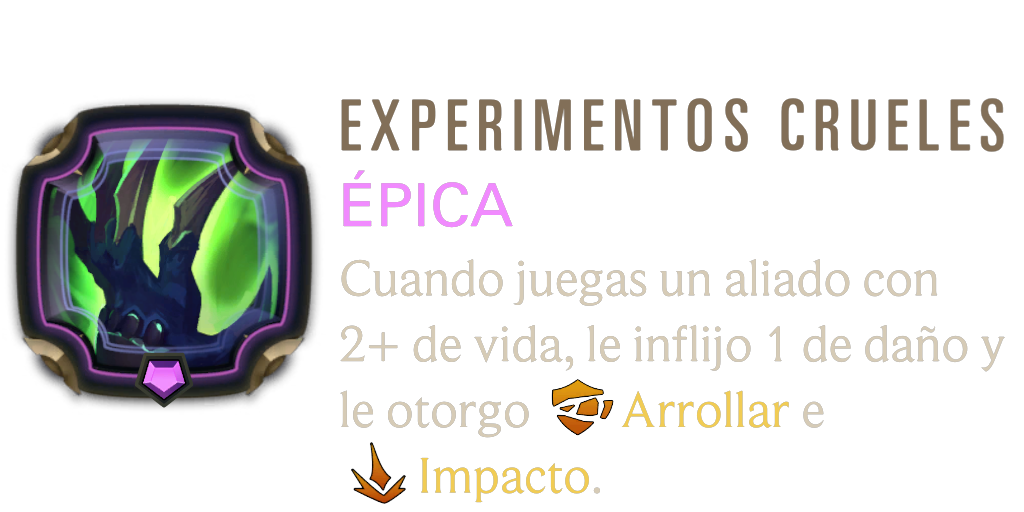 EXPERIMENTOS CRUELES
ÉPICA
Cuando juegas un aliado con
2+ de vida, le inflijo 1 de daño y
le otorgo Arrollar e
Impacto.